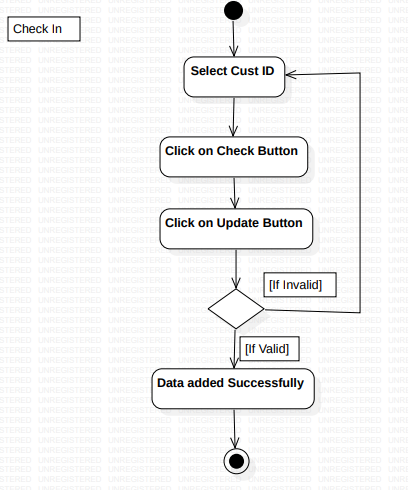 Check In
Select Cust ID
Click on Check Button
Click on Update Button
[If Invalid]
[If Valid]
Data added Successfully
UNREGISTERED